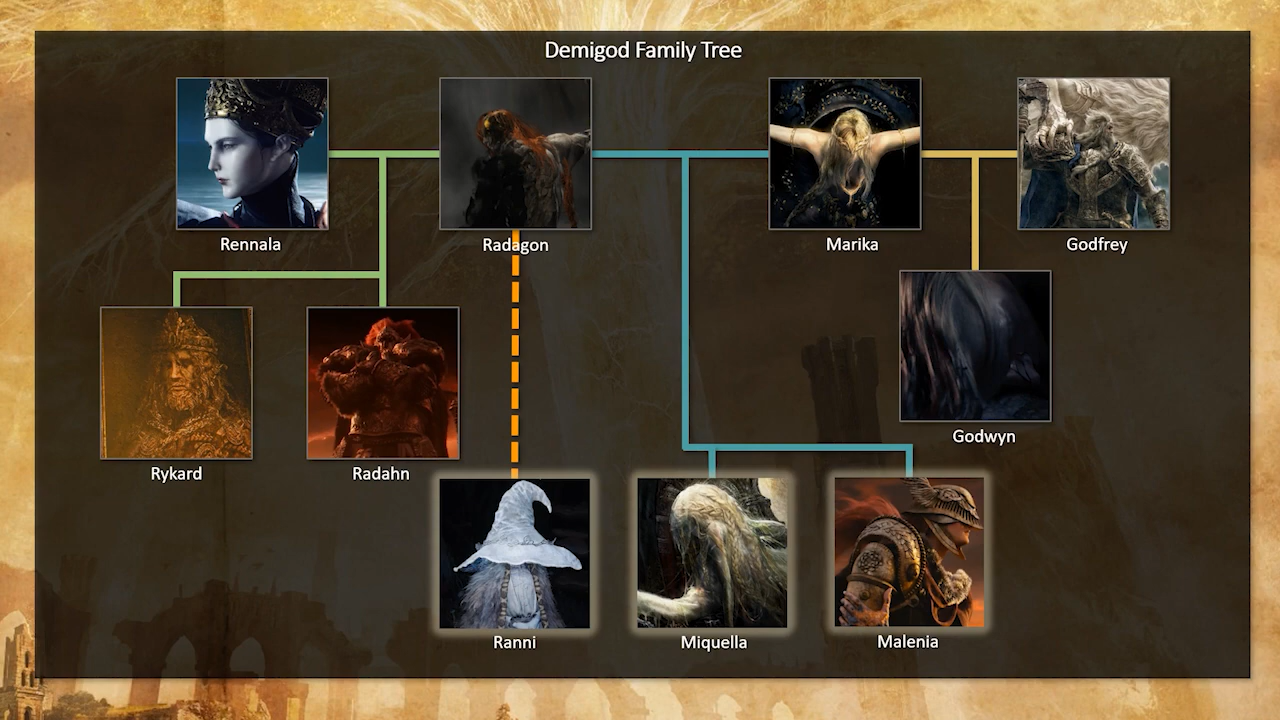 Demigod Family Tree
Rennala
Radagon
Marika
Godfrey
Godwyn
Rykard
Radahn
Ranni
Miquella
Malenia